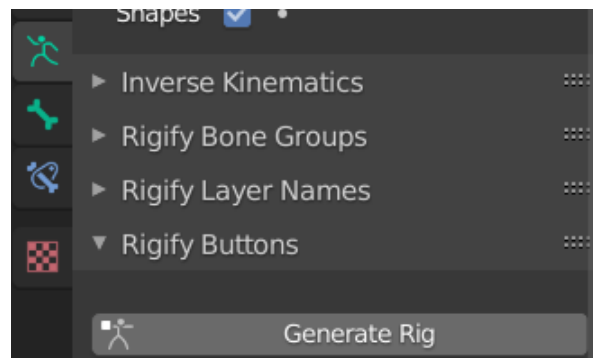 Shapes
Inverse Kinematics
Rigify Bone Groups
Rigify Layer Names
Rigify Buttons
Generate Rig